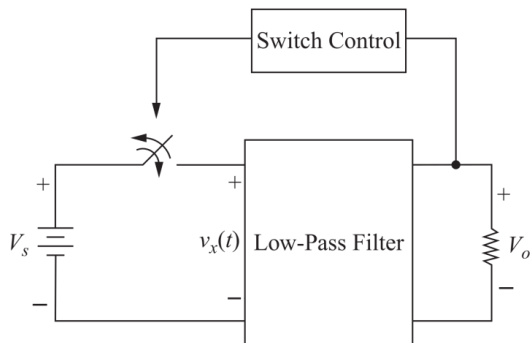 Switch Control
+
+
+
V_s
v_x(t)
Low-Pass Filter
V_o
−
−
−